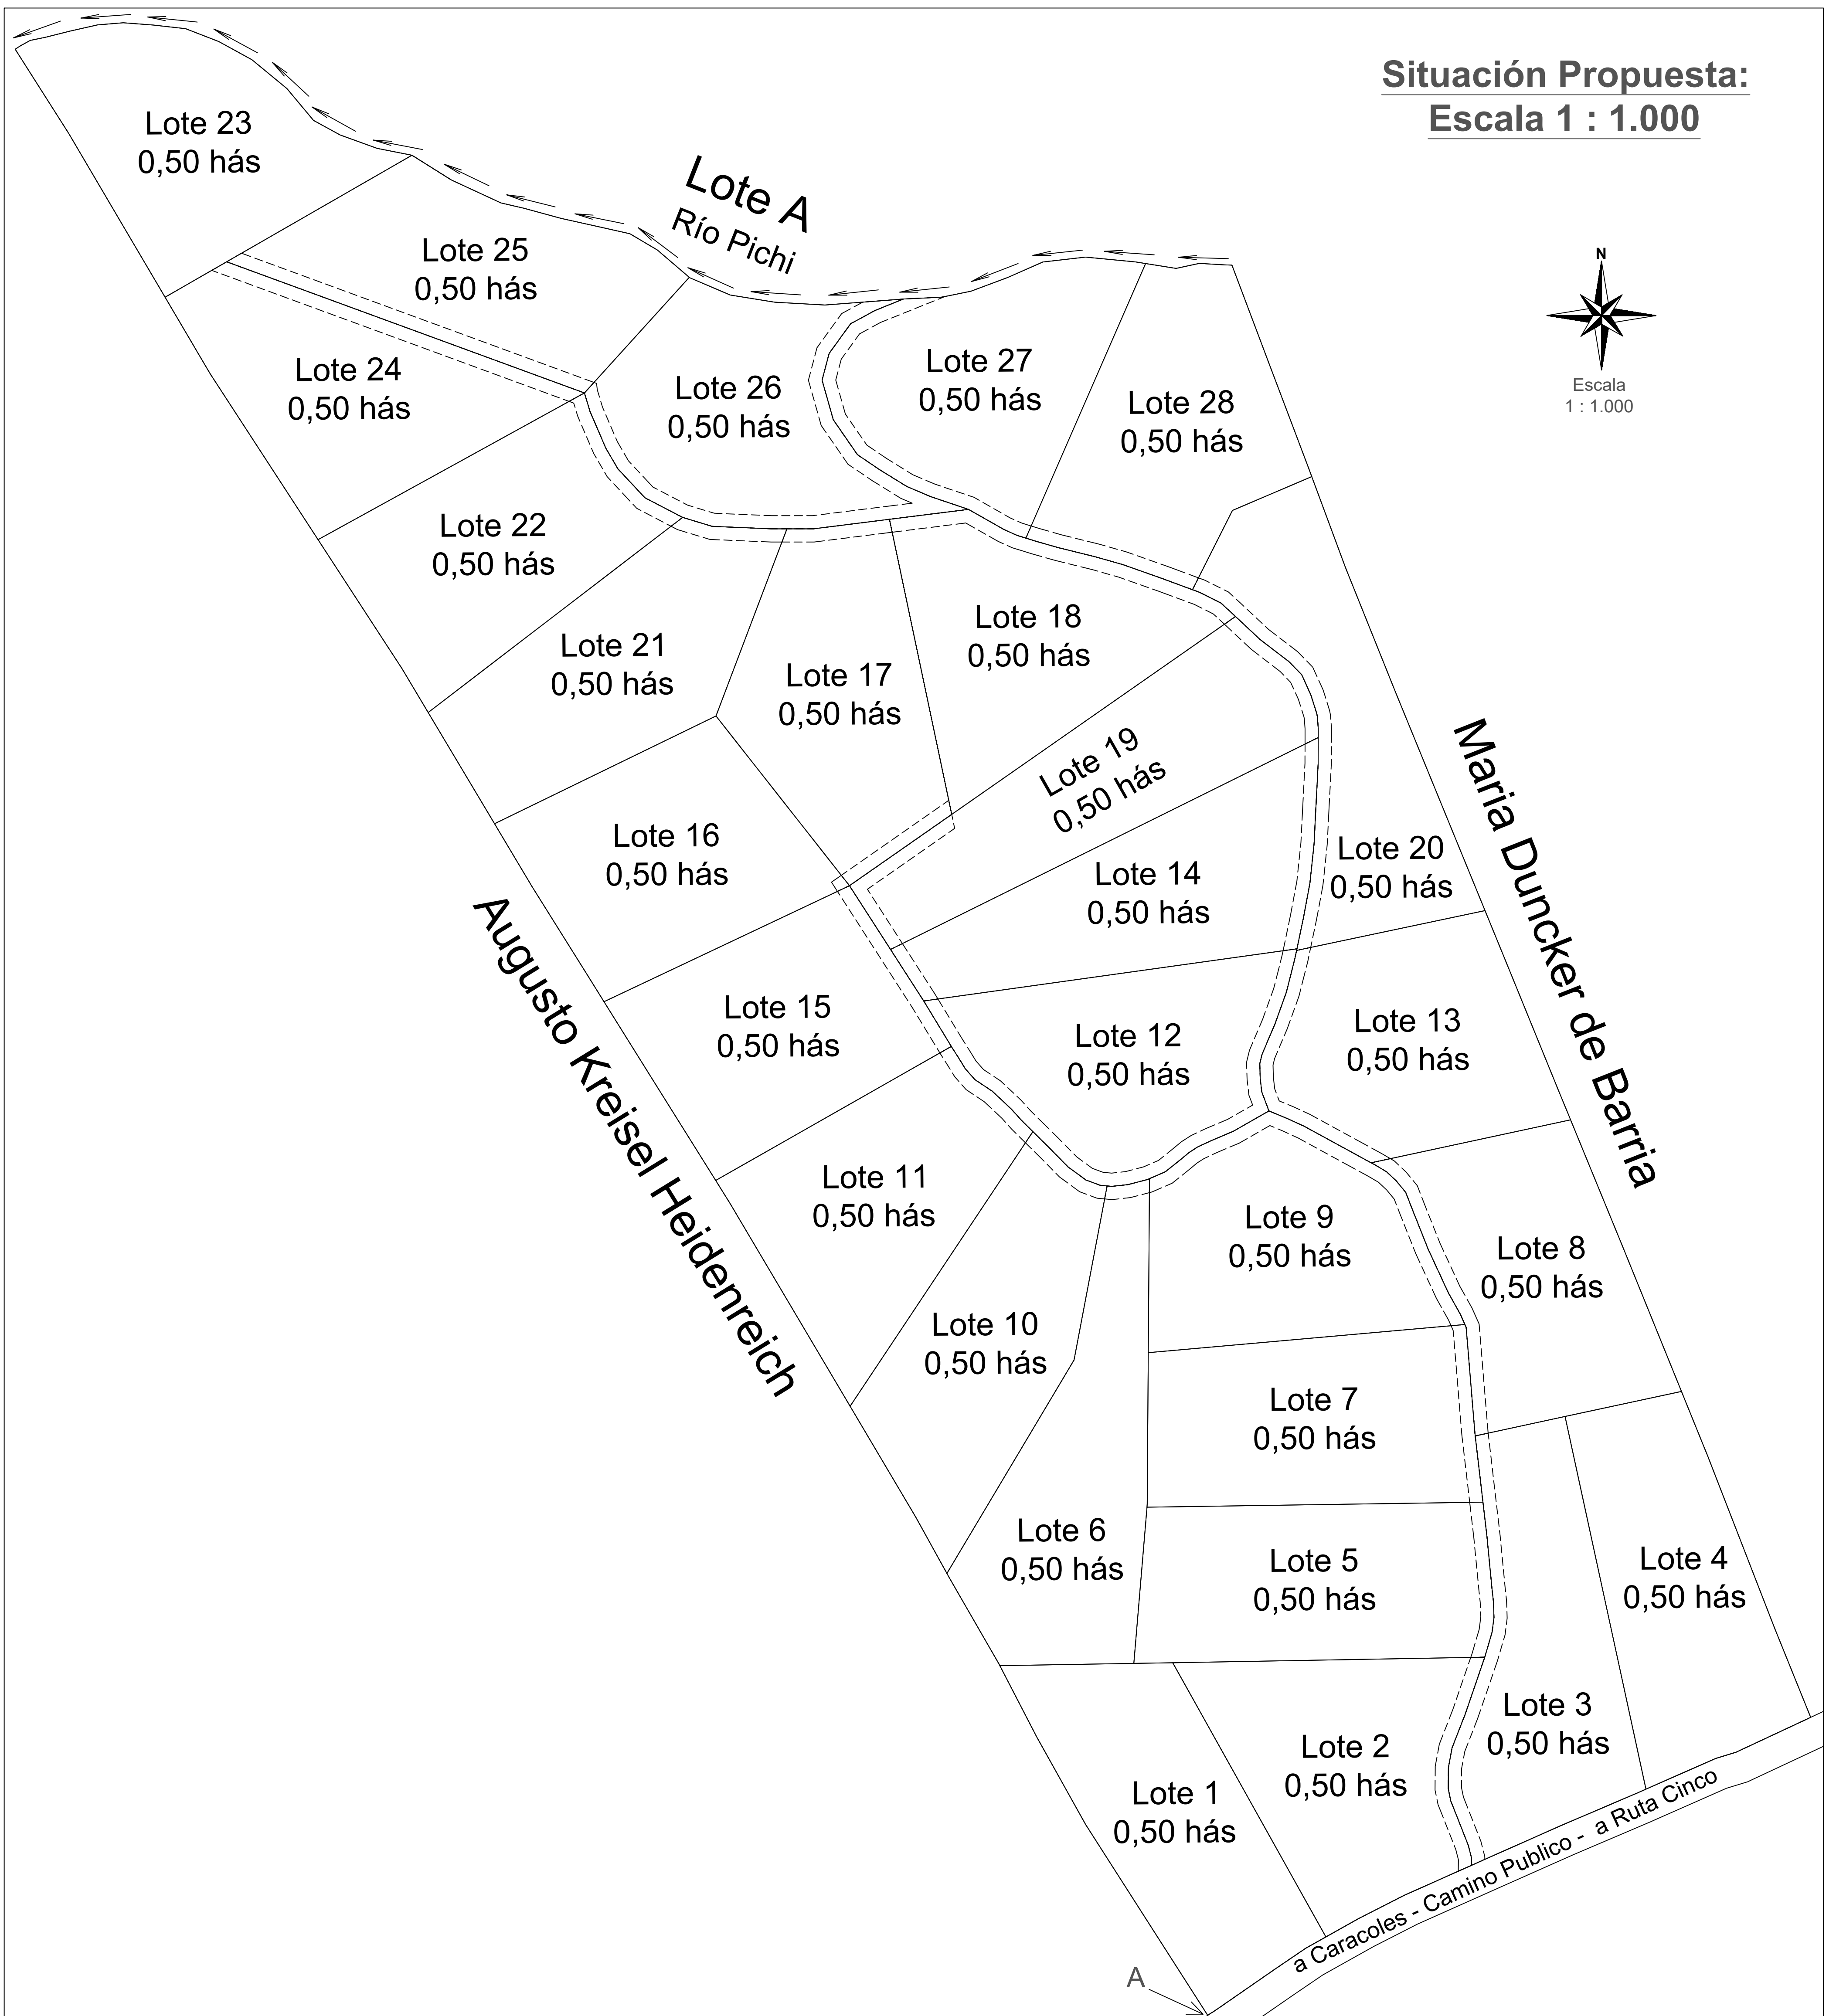 Situación Propuesta:
Escala 1 : 1.000
N
Escala
1 : 1.000
Lote A
Río Pichi
Lote 23
0,50 hás
Lote 25
0,50 hás
Lote 24
0,50 hás
Lote 26
0,50 hás
Lote 27
0,50 hás
Lote 28
0,50 hás
Lote 22
0,50 hás
Lote 21
0,50 hás
Lote 17
0,50 hás
Lote 18
0,50 hás
Lote 19
0,50 hás
Lote 16
0,50 hás
Lote 14
0,50 hás
Lote 20
0,50 hás
Maria Duncker de Barria
Augusto Kreisel Heidenreich
Lote 15
0,50 hás
Lote 12
0,50 hás
Lote 13
0,50 hás
Lote 11
0,50 hás
Lote 9
0,50 hás
Lote 8
0,50 hás
Lote 10
0,50 hás
Lote 7
0,50 hás
Lote 6
0,50 hás
Lote 5
0,50 hás
Lote 4
0,50 hás
Lote 3
0,50 hás
Lote 2
0,50 hás
Lote 1
0,50 hás
a Caracoles - Camino Publico - a Ruta Cinco
A